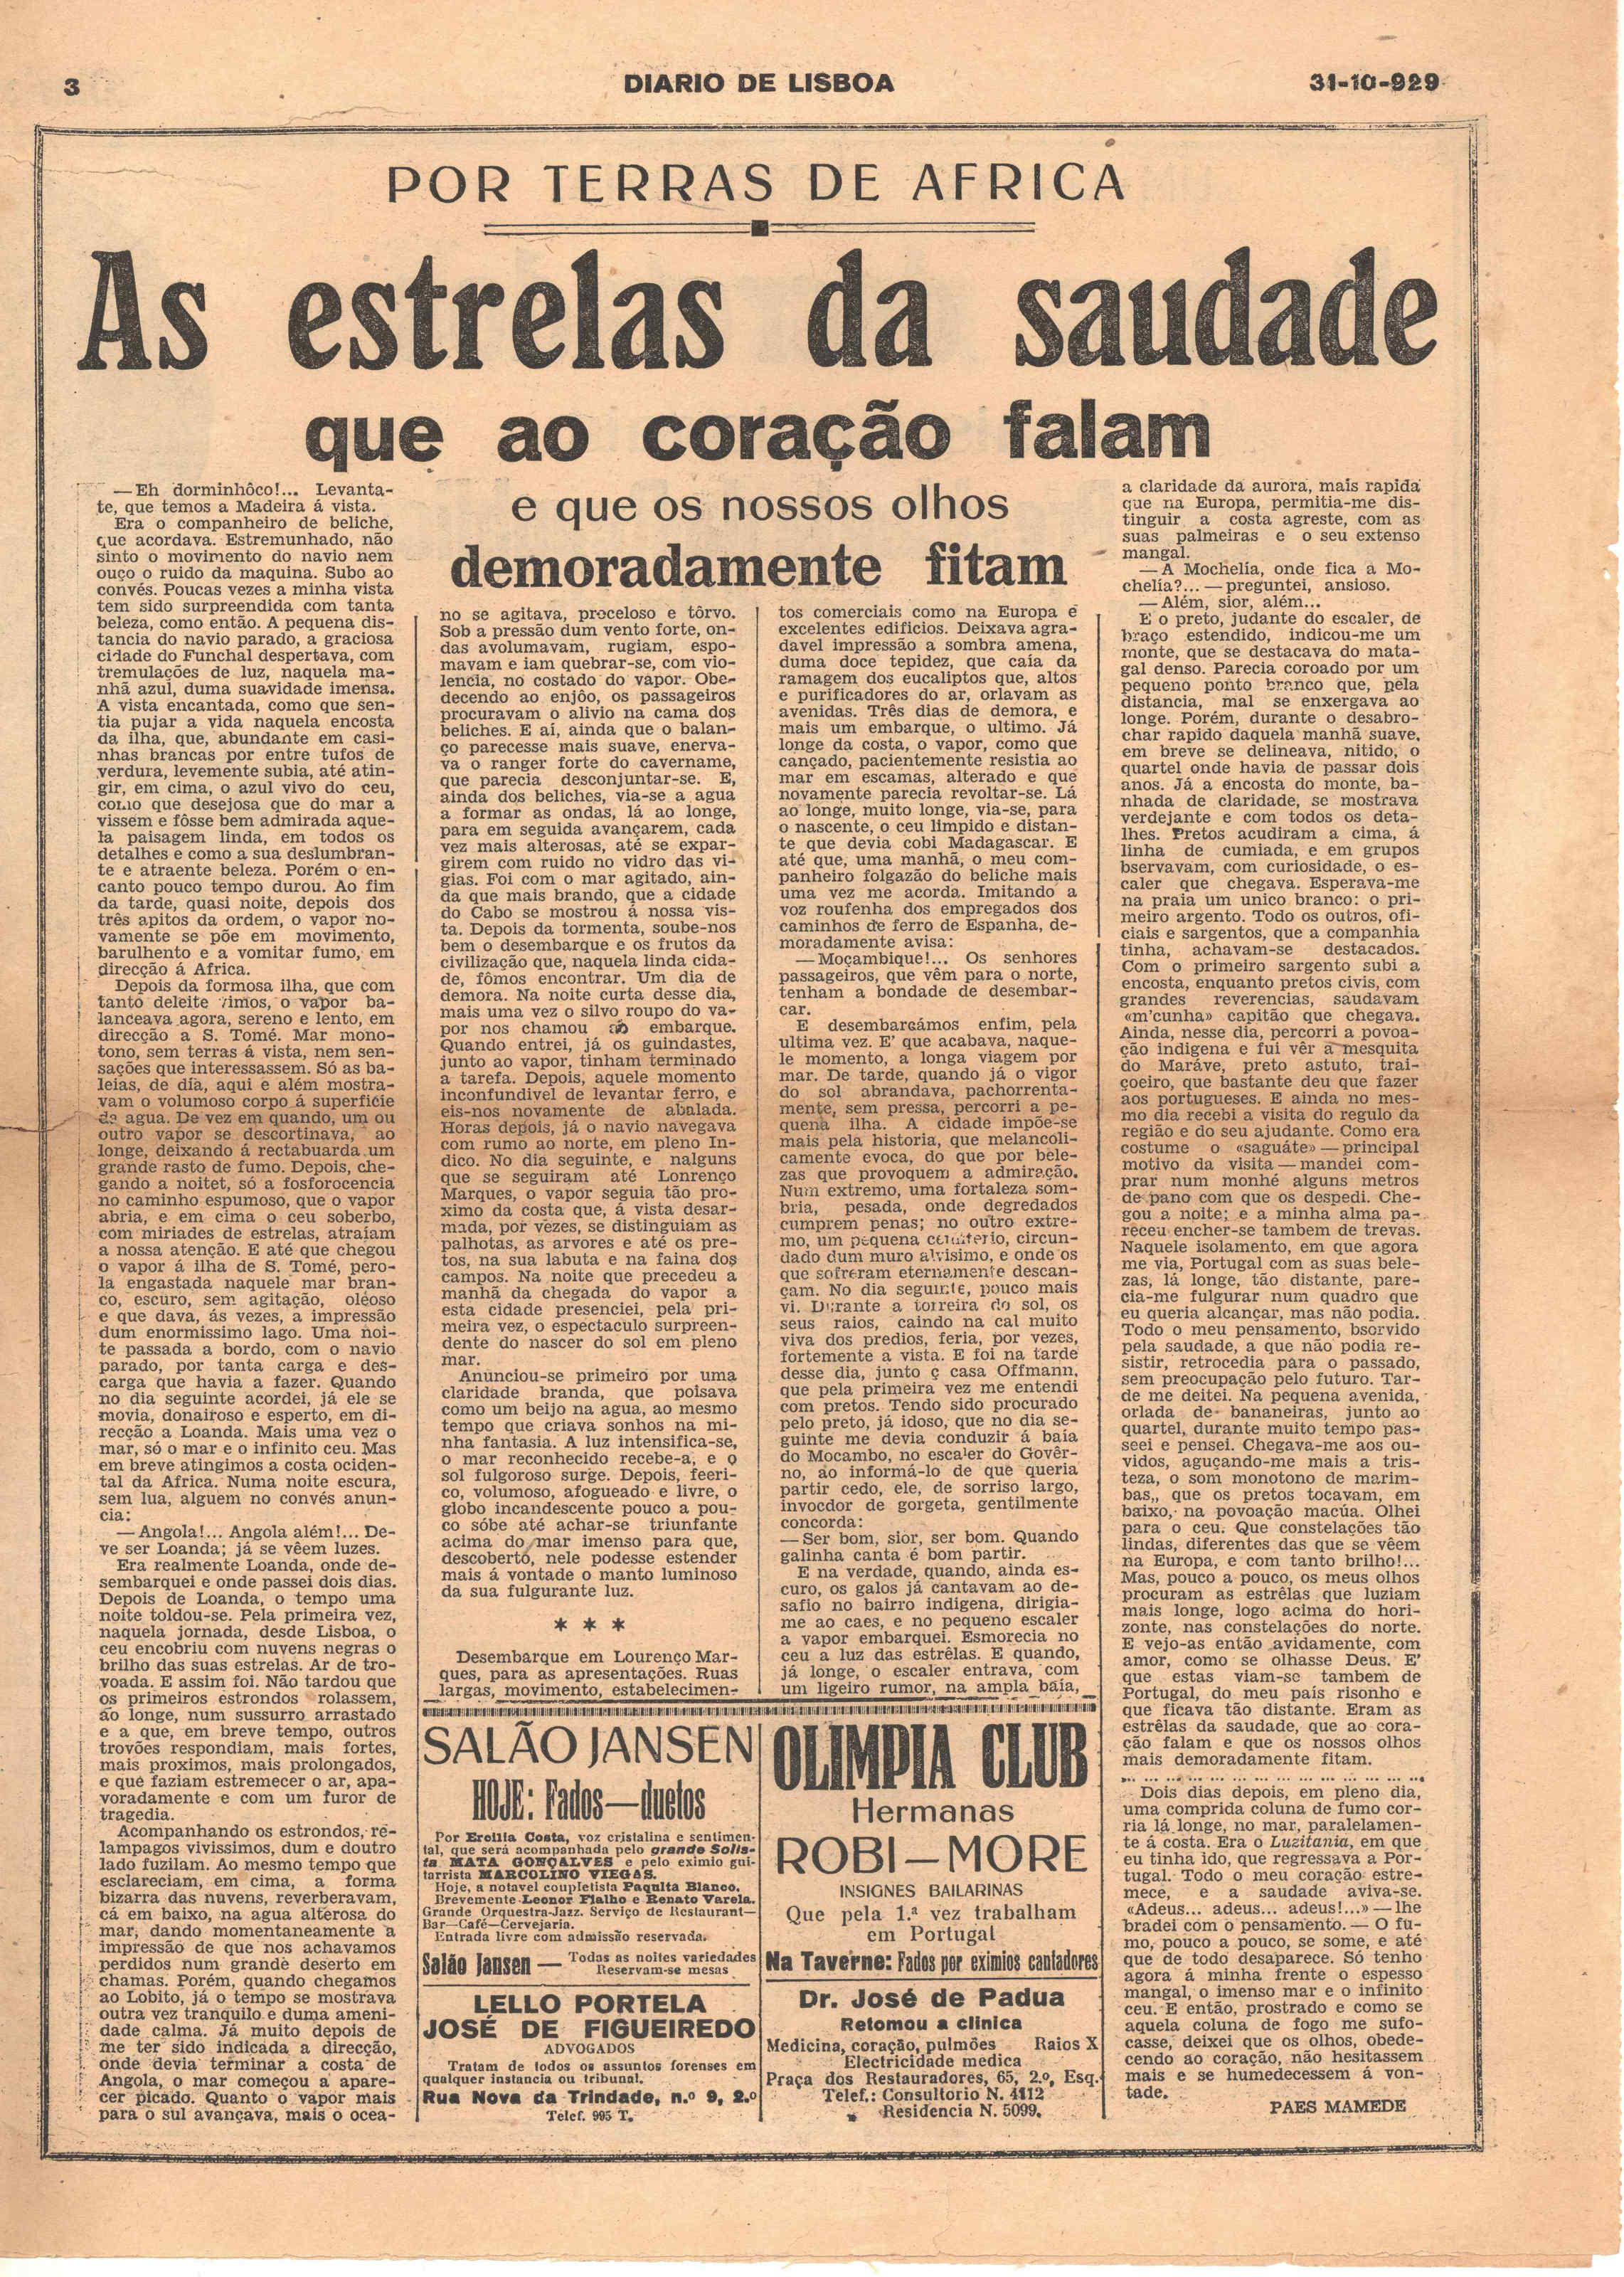 3
DIARIO DE LISBOA
31-10-929
POR TERRAS DE AFRICA
As estrelas da saudade
que ao coração falam
e que os nossos olhos
demoradamente fitam
—Eh dorminhôco!... Levanta-
te, que temos a Madeira á vista.
Era o companheiro de beliche,
que acordava. Estremunhado, não
sinto o movimento do navio nem
ouço o ruido da maquina. Subo ao
convés. Poucas vezes a minha vista
tem sido surpreendida com tanta
beleza, como então. A pequena dis-
tancia do navio parado, a graciosa
cidade do Funchal despertava, com
tremulações de luz, naquela ma-
nhã azul, duma suavidade imensa.
A vista encantada, como que sen-
tia pujar a vida naquela encosta
da ilha, que, abundante em casi-
nhas brancas por entre tufos de
verdura, levemente subia, até atin-
gir, em cima, o azul vivo do ceu,
como que desejosa que do mar a
vissem e fôsse bem admirada aque-
la paisagem linda, em todos os
detalhes e como a sua deslumbran-
te e atraente beleza. Porém o en-
canto pouco tempo durou. Ao fim
da tarde, quasi noite, depois dos
três apitos da ordem, o vapor no-
vamente se põe em movimento,
barulhento e a vomitar fumo, em
direcção á Africa.
Depois da formosa ilha, que com
tanto deleite vimos, o vapor ba-
lanceava agora, sereno e lento, em
direcção a S. Tomé. Mar mono-
tono, sem terras á vista, nem sen-
sações que interessassem. Só as ba-
leias, de dia, aqui e além mostra-
vam o volumoso corpo á superficie
da agua. De vez em quando, um ou
outro vapor se descortinava, ao
longe, deixando á rectabuarda um
grande rasto de fumo. Depois, che-
gando a noitet, só a fosforocencia
no caminho espumoso, que o vapor
abria, e em cima o ceu soberbo,
com miriades de estrelas, atraíam
a nossa atenção. E até que chegou
o vapor á ilha de S. Tomé, pero-
la engastada naquele mar bran-
co, escuro, sem agitação, oléoso
e que dava, ás vezes, a impressão
dum enormissimo lago. Uma noi-
te passada a bordo, com o navio
parado, por tanta carga e des-
carga que havia a fazer. Quando
no dia seguinte acordei, já ele se
movia, donairoso e esperto, em di-
recção a Loanda. Mais uma vez o
mar, só o mar e o infinito ceu. Mas
em breve atingimos a costa ociden-
tal da Africa. Numa noite escura,
sem lua, alguem no convés anun-
cia:
—Angola!... Angola além!... De-
ve ser Loanda; já se vêem luzes.
Era realmente Loanda, onde de-
sembarquei e onde passei dois dias.
Depois de Loanda, o tempo uma
noite toldou-se. Pela primeira vez,
naquela jornada, desde Lisboa, o
ceu encobriu com nuvens negras o
brilho das suas estrelas. Ar de tro-
voada. E assim foi. Não tardou que
os primeiros estrondos rolassem,
ao longe, num sussurro arrastado
e a que, em breve tempo, outros
trovões respondiam, mais fortes,
mais proximos, mais prolongados,
e que faziam estremecer o ar, apa-
voradamente e com um furor de
tragedia.
Acompanhando os estrondos, re-
lampagos vivissimos, dum e doutro
lado fuzilam. Ao mesmo tempo que
esclareciam, em cima, a forma
bizarra das nuvens, reverberavam,
cá em baixo, na agua alterosa do
mar, dando momentaneamente a
impressão de que nos achavamos
perdidos num grande deserto em
chamas. Porém, quando chegamos
ao Lobito, já o tempo se mostrava
outra vez tranquilo e duma ameni-
dade calma. Já muito depois de
me ter sido indicada a direcção,
onde devia terminar a costa de
Angola, o mar começou a apare-
cer picado. Quanto o vapor mais
para o sul avançava, mais o ocea-
no se agitava, proceloso e tôrvo.
Sob a pressão dum vento forte, on-
das avolumavam, rugiam, espo-
mavam e iam quebrar-se, com vio-
lencia, no costado do vapor. Obe-
decendo ao enjôo, os passageiros
procuravam o alivio na cama dos
beliches. E aí, ainda que o balan-
ço parecesse mais suave, enerva-
va o ranger forte do cavername,
que parecia desconjuntar-se. E,
ainda dos beliches, via-se a agua
a formar as ondas, lá ao longe,
para em seguida avançarem, cada
vez mais alterosas, até se expar-
girem com ruido no vidro das vi-
gias. Foi com o mar agitado, ain-
da que mais brando, que a cidade
do Cabo se mostrou á nossa vis-
ta. Depois da tormenta, soube-nos
bem o desembarque e os frutos da
civilização que, naquela linda cida-
de, fômos encontrar. Um dia de
demora. Na noite curta desse dia,
mais uma vez o silvo roupo do va-
por nos chamou ao embarque.
Quando entrei, já os guindastes,
junto ao vapor, tinham terminado
a tarefa. Depois, aquele momento
inconfundivel de levantar ferro, e
eis-nos novamente de abalada.
Horas depois, já o navio navegava
com rumo ao norte, em pleno In-
dico. No dia seguinte, e nalguns
que se seguiram até Lonrenço
Marques, o vapor seguia tão pro-
ximo da costa que, á vista desar-
mada, por vezes, se distinguiam as
palhotas, as arvores e até os pre-
tos, na sua labuta e na faina dos
campos. Na noite que precedeu a
manhã da chegada do vapor a
esta cidade presenciei, pela pri-
meira vez, o espectaculo surpreen-
dente do nascer do sol em pleno
mar.
Anunciou-se primeiro por uma
claridade branda, que poisava
como um beijo na agua, ao mesmo
tempo que criava sonhos na mi-
nha fantasia. A luz intensifica-se,
o mar reconhecido recebe-a, e o
sol fulgoroso surge. Depois, feeri-
co, volumoso, afogueado e livre, o
globo incandescente pouco a pou-
co sóbe até achar-se triunfante
acima do mar imenso para que,
descoberto, nele podesse estender
mais á vontade o manto luminoso
da sua fulgurante luz.
* * *
Desembarque em Lourenço Mar-
ques, para as apresentações. Ruas
largas, movimento, estabelecimen-
tos comerciais como na Europa e
excelentes edificios. Deixava agra-
davel impressão a sombra amena,
duma doce tepidez, que caía da
ramagem dos eucaliptos que, altos
e purificadores do ar, orlavam as
avenidas. Três dias de demora, e
mais um embarque, o ultimo. Já
longe da costa, o vapor, como que
cançado, pacientemente resistia ao
mar em escamas, alterado e que
novamente parecia revoltar-se. Lá
ao longe, muito longe, via-se, para
o nascente, o ceu limpido e distan-
te que devia cobi Madagascar. E
até que, uma manhã, o meu com-
panheiro folgazão do beliche mais
uma vez me acorda. Imitando a
voz roufenha dos empregados dos
caminhos de ferro de Espanha, de-
moradamente avisa:
—Moçambique!... Os senhores
passageiros, que vêm para o norte,
tenham a bondade de desembar-
car.
E desembarcámos enfim, pela
ultima vez. E' que acabava, naque-
le momento, a longa viagem por
mar. De tarde, quando já o vigor
do sol abrandava, pachorrenta-
mente, sem pressa, percorri a pe-
quena ilha. A cidade impõe-se
mais pela historia, que melancoli-
camente evoca, do que por bele-
zas que provoquem a admiração.
Num extremo, uma fortaleza som-
bria, pesada, onde degredados
cumprem penas; no outro extre-
mo, um pequena cemiterio, circun-
dado dum muro alvisimo, e onde os
que sofreram eternamente descan-
çam. No dia seguinte, pouco mais
vi. Durante a torreira do sol, os
seus raios, caindo na cal muito
viva dos predios, feria, por vezes,
fortemente a vista. E foi na tarde
desse dia, junto ç casa Offmann,
que pela primeira vez me entendi
com pretos. Tendo sido procurado
pelo preto, já idoso, que no dia se-
guinte me devia conduzir á baía
do Mocambo, no escaler do Govêr-
no, ao informá-lo de que queria
partir cedo, ele, de sorriso largo,
invocdor de gorgeta, gentilmente
concorda:
—Ser bom, sior, ser bom. Quando
galinha canta é bom partir.
E na verdade, quando, ainda es-
curo, os galos já cantavam ao de-
safio no bairro indigena, dirigia-
me ao caes, e no pequeno escaler
a vapor embarquei. Esmorecia no
ceu a luz das estrêlas. E quando,
já longe, o escaler entrava, com
um ligeiro rumor, na ampla baía,
a claridade da aurora, mais rapida
que na Europa, permitia-me dis-
tinguir a costa agreste, com as
suas palmeiras e o seu extenso
mangal.
—A Mochelia, onde fica a Mo-
chelia?... — preguntei, ansioso.
—Além, sior, além...
E o preto, judante do escaler, de
braço estendido, indicou-me um
monte, que se destacava do mata-
gal denso. Parecia coroado por um
pequeno ponto branco que, pela
distancia, mal se enxergava ao
longe. Porém, durante o desabro-
char rapido daquela manhã suave,
em breve se delineava, nitido, o
quartel onde havia de passar dois
anos. Já a encosta do monte, ba-
nhada de claridade, se mostrava
verdejante e com todos os deta-
lhes. Pretos acudiram a cima, á
linha de cumiada, e em grupos
bservavam, com curiosidade, o es-
caler que chegava. Esperava-me
na praia um unico branco: o pri-
meiro argento. Todo os outros, ofi-
ciais e sargentos, que a companhia
tinha, achavam-se destacados.
Com o primeiro sargento subi a
encosta, enquanto pretos civis, com
grandes reverencias, saudavam
«m'cunha» capitão que chegava.
Ainda, nesse dia, percorri a povoa-
ção indigena e fui vêr a mesquita
do Marave, preto astuto, trai-
çoeiro, que bastante deu que fazer
aos portugueses. E ainda no mes-
mo dia recebi a visita do regulo da
região e do seu ajudante. Como era
costume o «saguáte» — principal
motivo da visita — mandei com-
prar num monhé alguns metros
de pano com que os despedi. Che-
gou a noite; e a minha alma pa-
receu encher-se tambem de trevas.
Naquele isolamento, em que agora
me via, Portugal com as suas bele-
zas, lá longe, tão distante, pare-
cia-me fulgurar num quadro que
eu queria alcançar, mas não podia.
Todo o meu pensamento, bsorvido
pela saudade, a que não podia re-
sistir, retrocedia para o passado,
sem preocupação pelo futuro. Tar-
de me deitei. Na pequena avenida,
orlada de bananeiras, junto ao
quartel, durante muito tempo pas-
seei e pensei. Chegava-me aos ou-
vidos, aguçando-me mais a tris-
teza, o som monotono de marim-
bas,, que os pretos tocavam, em
baixo, na povoação macúa. Olhei
para o ceu. Que constelações tão
lindas, diferentes das que se vêem
na Europa, e com tanto brilho!...
Mas, pouco a pouco, os meus olhos
procuram as estrêlas que luziam
mais longe, logo acima do hori-
zonte, nas constelações do norte.
E vejo-as então avidamente, com
amor, como se olhasse Deus. E'
que estas viam-se tambem de
Portugal, do meu país risonho e
que ficava tão distante. Eram as
estrêlas da saudade, que ao cora-
ção falam e que os nossos olhos
mais demoradamente fitam.
... ... ... ... ... ... ... ... ... ... ... ... ...
Dois dias depois, em pleno dia,
uma comprida coluna de fumo cor-
ria lá longe, no mar, paralelamen-
te á costa. Era o Luzitania, em que
eu tinha ido, que regressava a Por-
tugal. Todo o meu coração estre-
mece, e a saudade aviva-se.
«Adeus... adeus... adeus!...» — lhe
bradei com o pensamento. — O fu-
mo, pouco a pouco, se some, e até
que de todo desaparece. Só tenho
agora á minha frente o espesso
mangal, o imenso mar e o infinito
ceu. E então, prostrado e como se
aquela coluna de fogo me sufo-
casse, deixei que os olhos, obede-
cendo ao coração, não hesitassem
mais e se humedecessem á von-
tade.
PAES MAMEDE
SALÃO JANSEN
HOJE: Fados—duetos
Por Ercilia Costa, voz cristalina e sentimen-
tal, que será acompanhada pelo grande Solis-
ta MATA GONÇALVES e pelo eximio gui-
tarrista MARCOLINO VIEGAS.
Hoje, a notavel coupletista Paquita Blanco.
Brevemente Leonor Fialho e Renato Varela.
Grande Orquestra-Jazz. Serviço de Restaurant—
Bar—Café—Cervejaria.
Entrada livre com admissão reservada.
Salão Jansen — Todas as noites variedades
Reservam-se mesas
OLIMPIA CLUB
Hermanas
ROBI—MORE
INSIGNES BAILARINAS
Que pela 1.ª vez trabalham
em Portugal
Na Taverne: Fados por eximios cantadores
LELLO PORTELA
JOSÉ DE FIGUEIREDO
ADVOGADOS
Tratam de todos os assuntos forenses em
qualquer instancia ou tribunal.
Rua Nova da Trindade, n.º 9, 2.º
Telef. 995 T.
Dr. José de Padua
Retomou a clinica
Medicina, coração, pulmões Raios X
Electricidade medica
Praça dos Restauradores, 65, 2.º, Esq.
Telef.: Consultorio N. 4112
Residencia N. 5099.